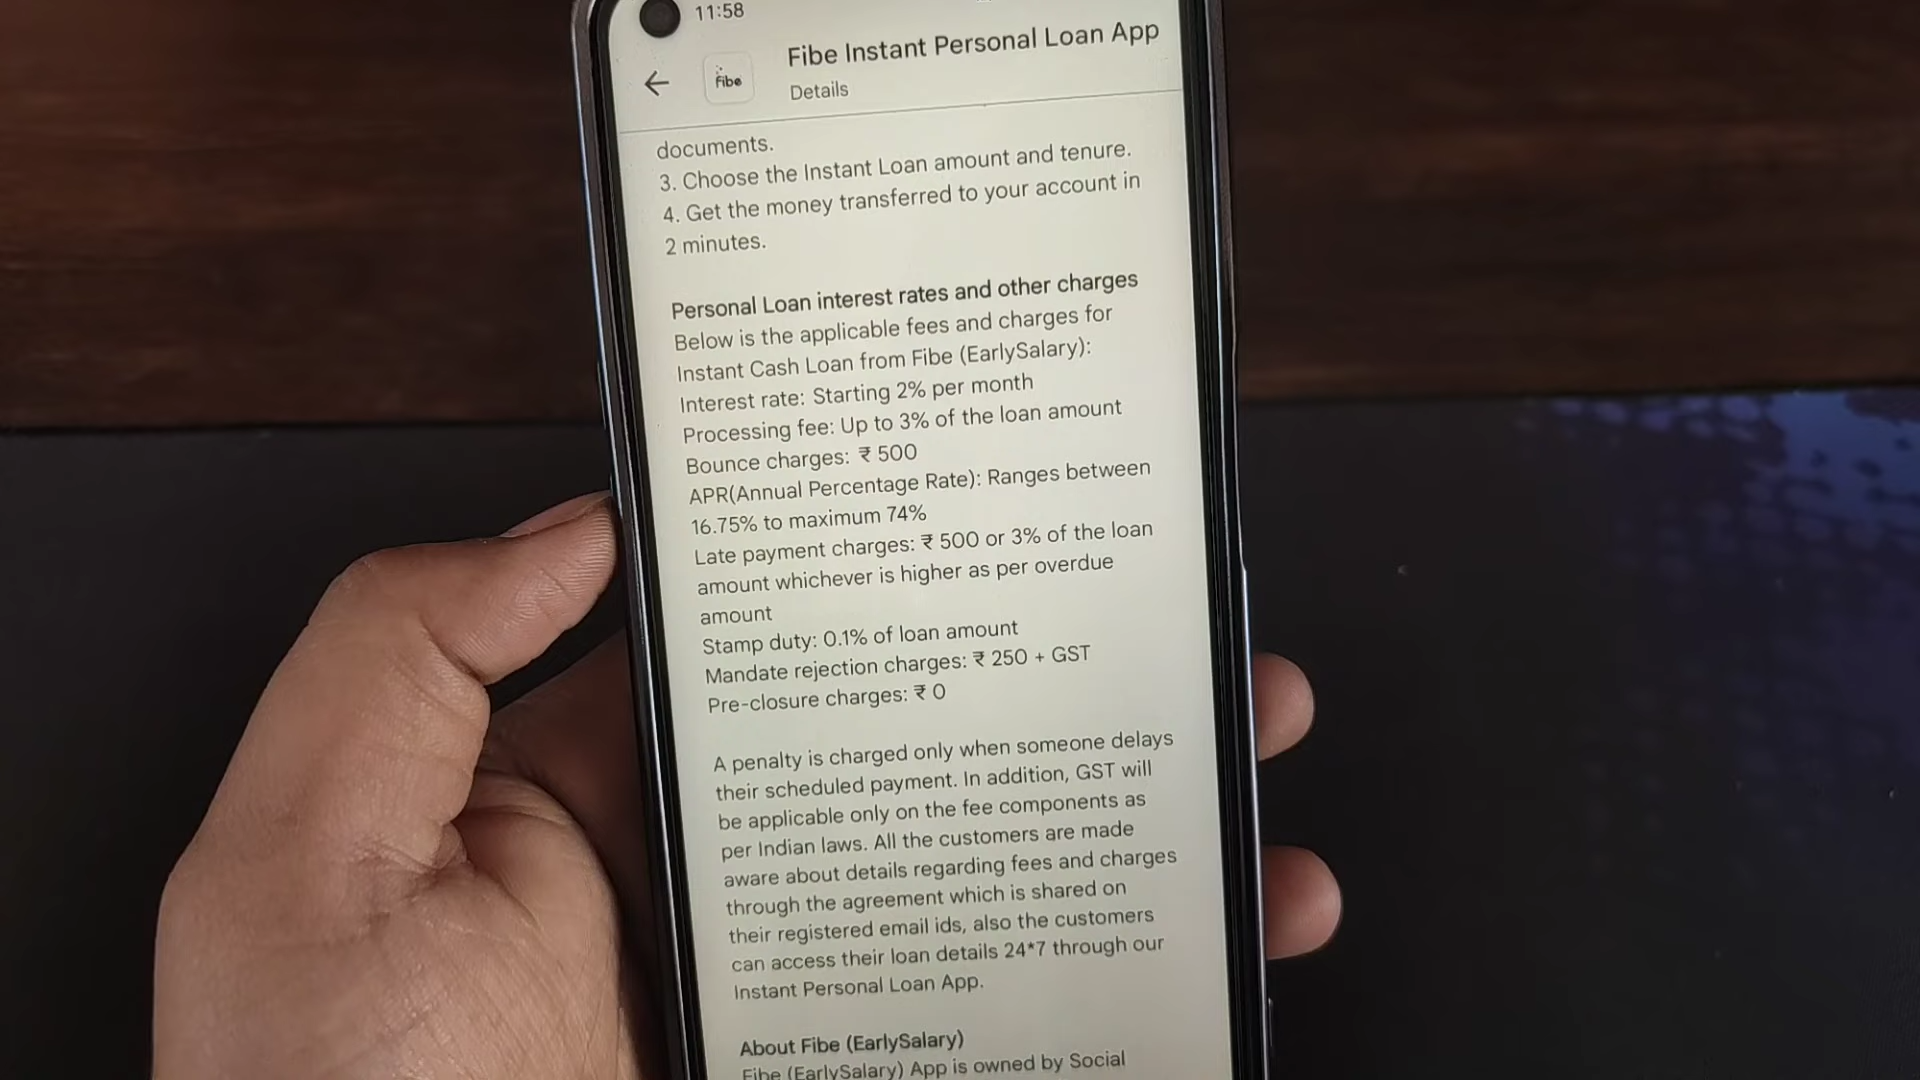 11:58
Fibe Instant Personal Loan App
fibe
Details
documents.
3. Choose the Instant Loan amount and tenure.
4. Get the money transferred to your account in
2 minutes.
Personal Loan interest rates and other charges
Below is the applicable fees and charges for
Instant Cash Loan from Fibe (EarlySalary):
Interest rate: Starting 2% per month
Processing fee: Up to 3% of the loan amount
Bounce charges: ₹ 500
APR(Annual Percentage Rate): Ranges between
16.75% to maximum 74%
Late payment charges: ₹ 500 or 3% of the loan
amount whichever is higher as per overdue
amount
Stamp duty: 0.1% of loan amount
Mandate rejection charges: ₹ 250 + GST
Pre-closure charges: ₹ 0
A penalty is charged only when someone delays
their scheduled payment. In addition, GST will
be applicable only on the fee components as
per Indian laws. All the customers are made
aware about details regarding fees and charges
through the agreement which is shared on
their registered email ids, also the customers
can access their loan details 24*7 through our
Instant Personal Loan App.
About Fibe (EarlySalary)
Fibe (EarlySalary) App is owned by Social